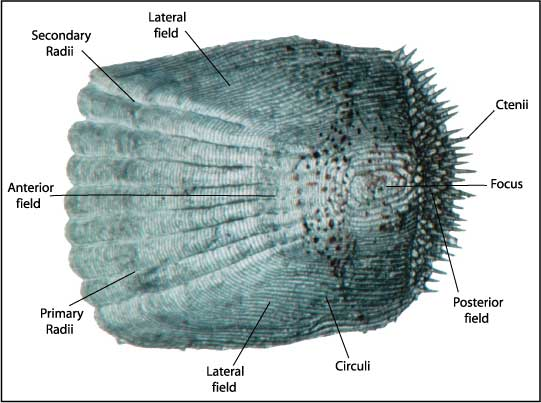 Lateral
field
Secondary
Radii
Ctenii
Anterior
field
Focus
Primary
Radii
Posterior
field
Lateral
field
Circuli